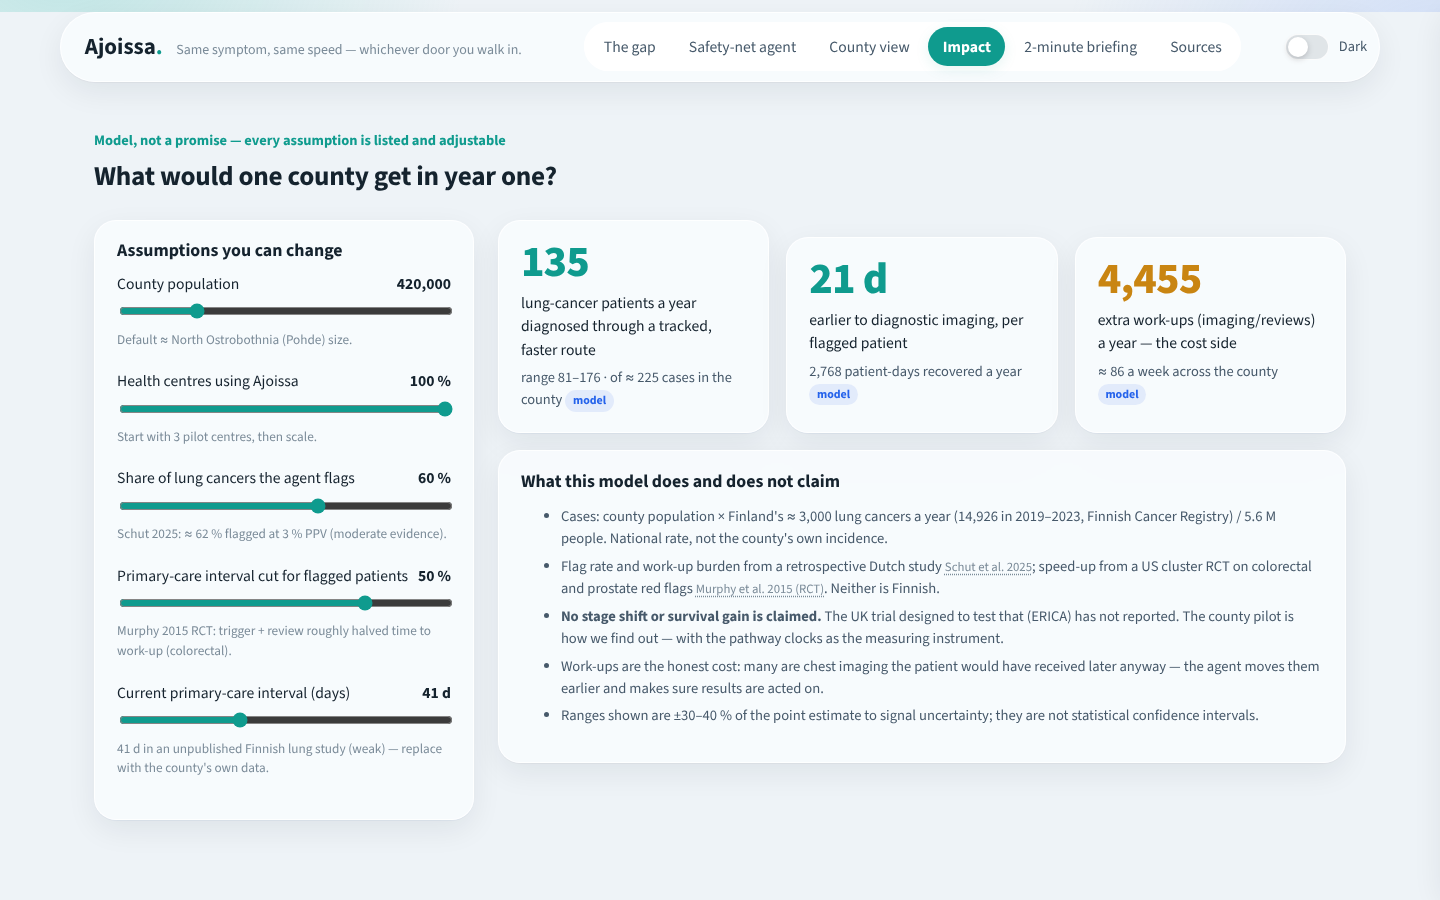 Ajoissa. Same symptom, same speed — whichever door you walk in.
The gap Safety-net agent County view Impact 2-minute briefing Sources
Dark
Model, not a promise — every assumption is listed and adjustable
What would one county get in year one?
Assumptions you can change
County population 420,000
Default ≈ North Ostrobothnia (Pohde) size.
Health centres using Ajoissa 100 %
Start with 3 pilot centres, then scale.
Share of lung cancers the agent flags 60 %
Schut 2025: ≈ 62 % flagged at 3 % PPV (moderate evidence).
Primary-care interval cut for flagged patients 50 %
Murphy 2015 RCT: trigger + review roughly halved time to
work-up (colorectal).
Current primary-care interval (days) 41 d
41 d in an unpublished Finnish lung study (weak) — replace
with the county's own data.
135
lung-cancer patients a year
diagnosed through a tracked,
faster route
range 81–176 · of ≈ 225 cases in the
county model
21 d
earlier to diagnostic imaging, per
flagged patient
2,768 patient-days recovered a year
model
4,455
extra work-ups (imaging/reviews)
a year — the cost side
≈ 86 a week across the county
model
What this model does and does not claim
• Cases: county population × Finland's ≈ 3,000 lung cancers a year (14,926 in 2019–2023, Finnish Cancer Registry) / 5.6 M
people. National rate, not the county's own incidence.
• Flag rate and work-up burden from a retrospective Dutch study Schut et al. 2025; speed-up from a US cluster RCT on colorectal
and prostate red flags Murphy et al. 2015 (RCT). Neither is Finnish.
• No stage shift or survival gain is claimed. The UK trial designed to test that (ERICA) has not reported. The county pilot is
how we find out — with the pathway clocks as the measuring instrument.
• Work-ups are the honest cost: many are chest imaging the patient would have received later anyway — the agent moves them
earlier and makes sure results are acted on.
• Ranges shown are ±30–40 % of the point estimate to signal uncertainty; they are not statistical confidence intervals.